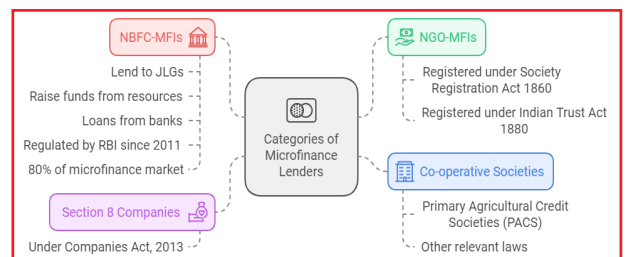 NBFC-MFIs
Lend to JLGs
Raise funds from resources
Loans from banks
Regulated by RBI since 2011
80% of microfinance market
Section 8 Companies
Under Companies Act, 2013
Categories of
Microfinance
Lenders
NGO-MFIs
Registered under Society
Registration Act 1860
Registered under Indian Trust Act
1880
Co-operative Societies
Primary Agricultural Credit
Societies (PACS)
Other relevant laws